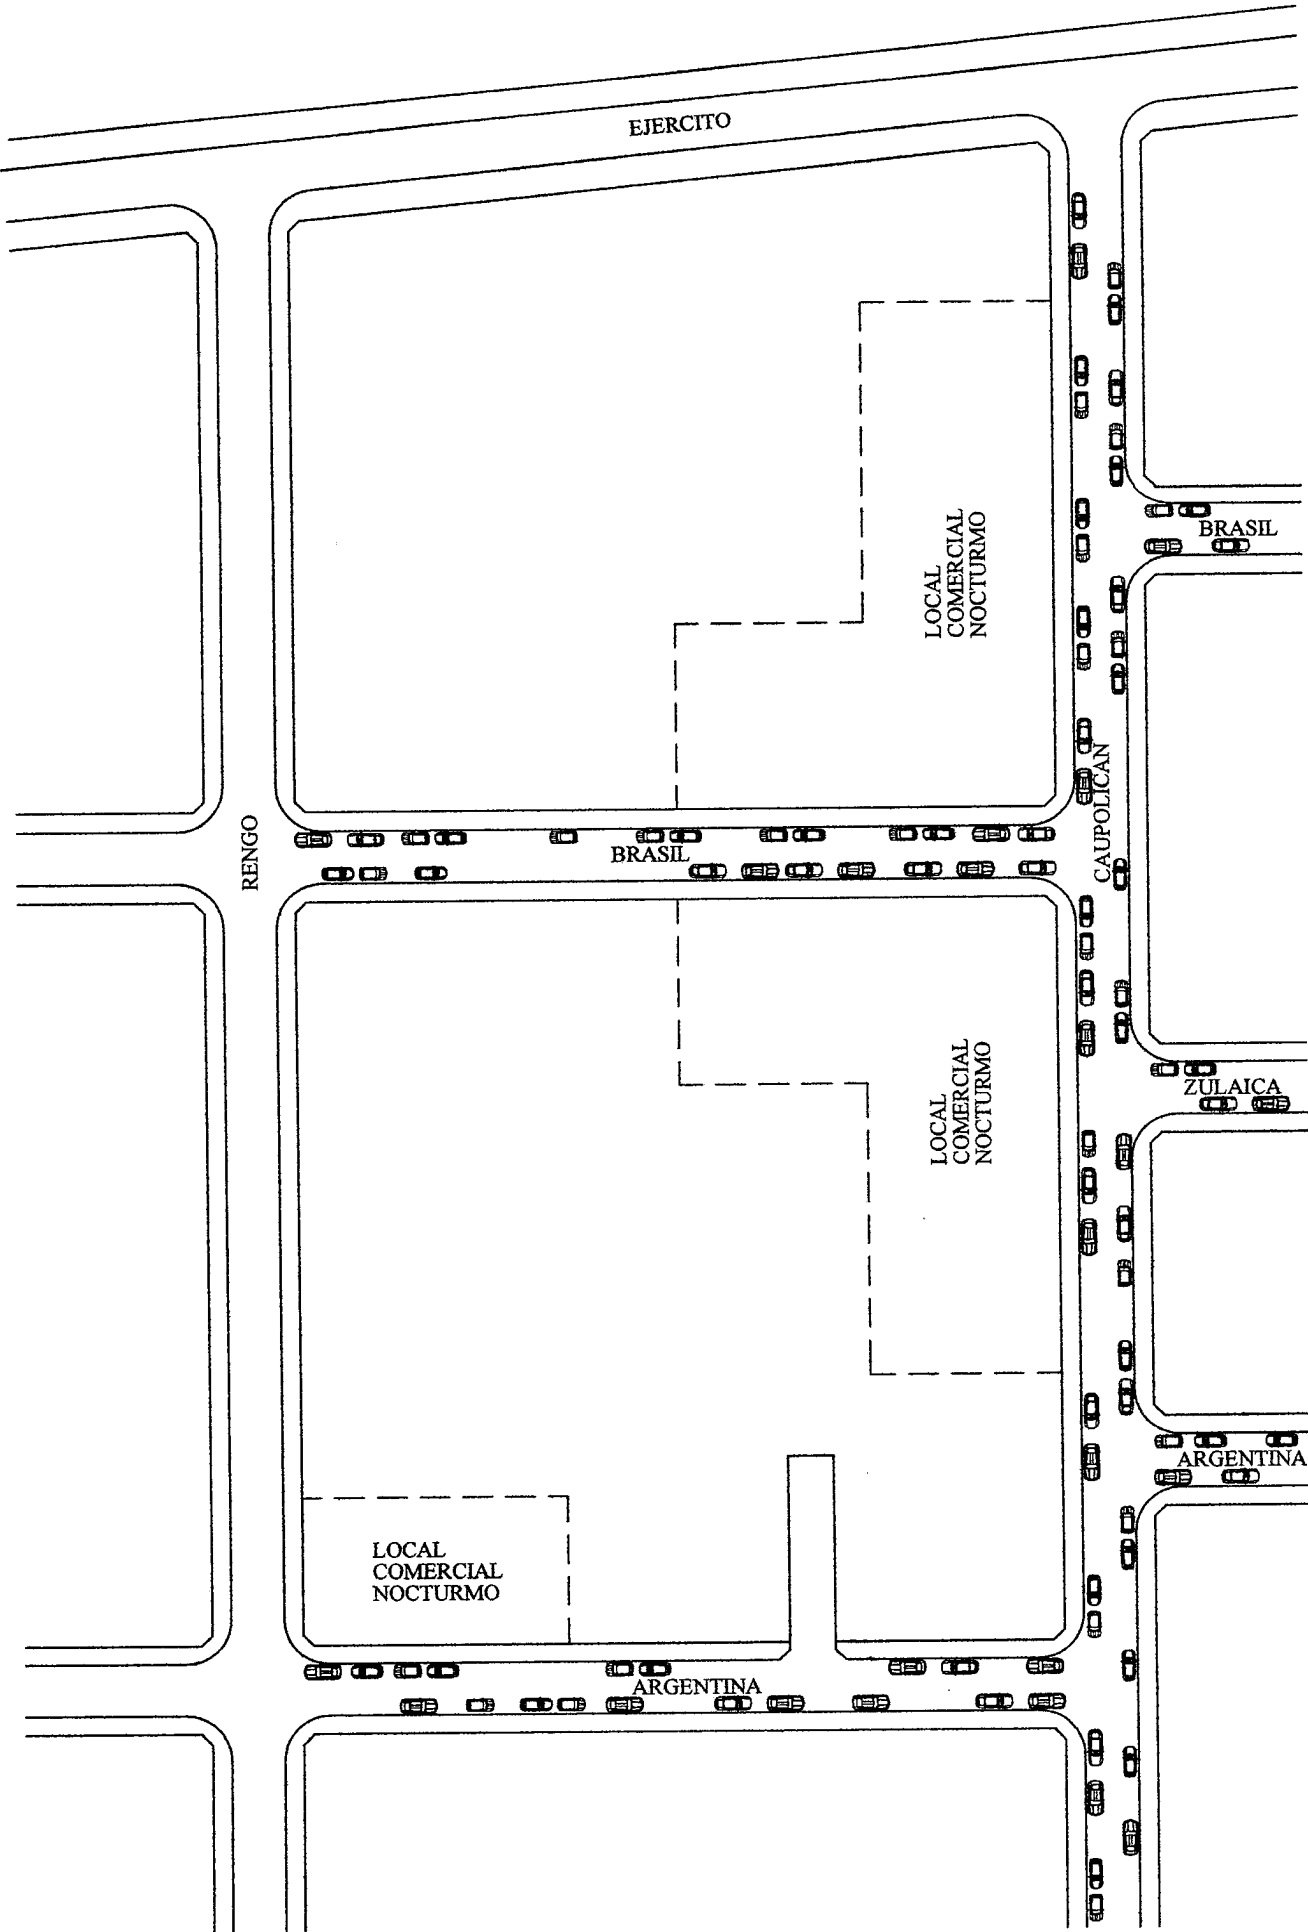 EJERCITO
LOCAL
COMERCIAL
NOCTURMO
BRASIL
RENGO
BRASIL
CAUPOLICAN
LOCAL
COMERCIAL
NOCTURMO
ZULAICA
ARGENTINA
LOCAL
COMERCIAL
NOCTURMO
ARGENTINA